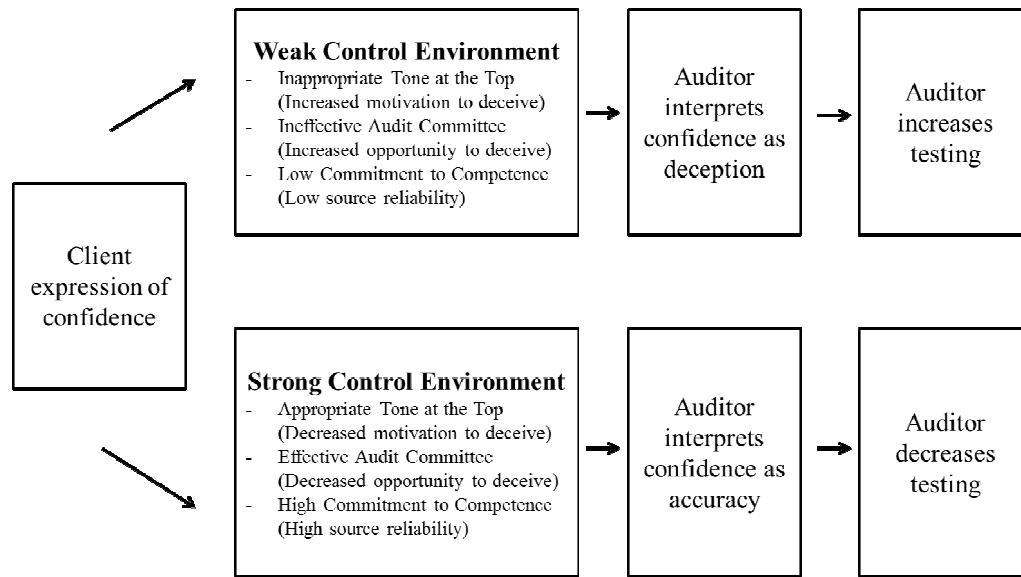 Client
expression of
confidence
Weak Control Environment
- Inappropriate Tone at the Top
(Increased motivation to deceive)
- Ineffective Audit Committee
(Increased opportunity to deceive)
- Low Commitment to Competence
(Low source reliability)
Auditor
interprets
confidence as
deception
Auditor
increases
testing
Strong Control Environment
- Appropriate Tone at the Top
(Decreased motivation to deceive)
- Effective Audit Committee
(Decreased opportunity to deceive)
- High Commitment to Competence
(High source reliability)
Auditor
interprets
confidence as
accuracy
Auditor
decreases
testing